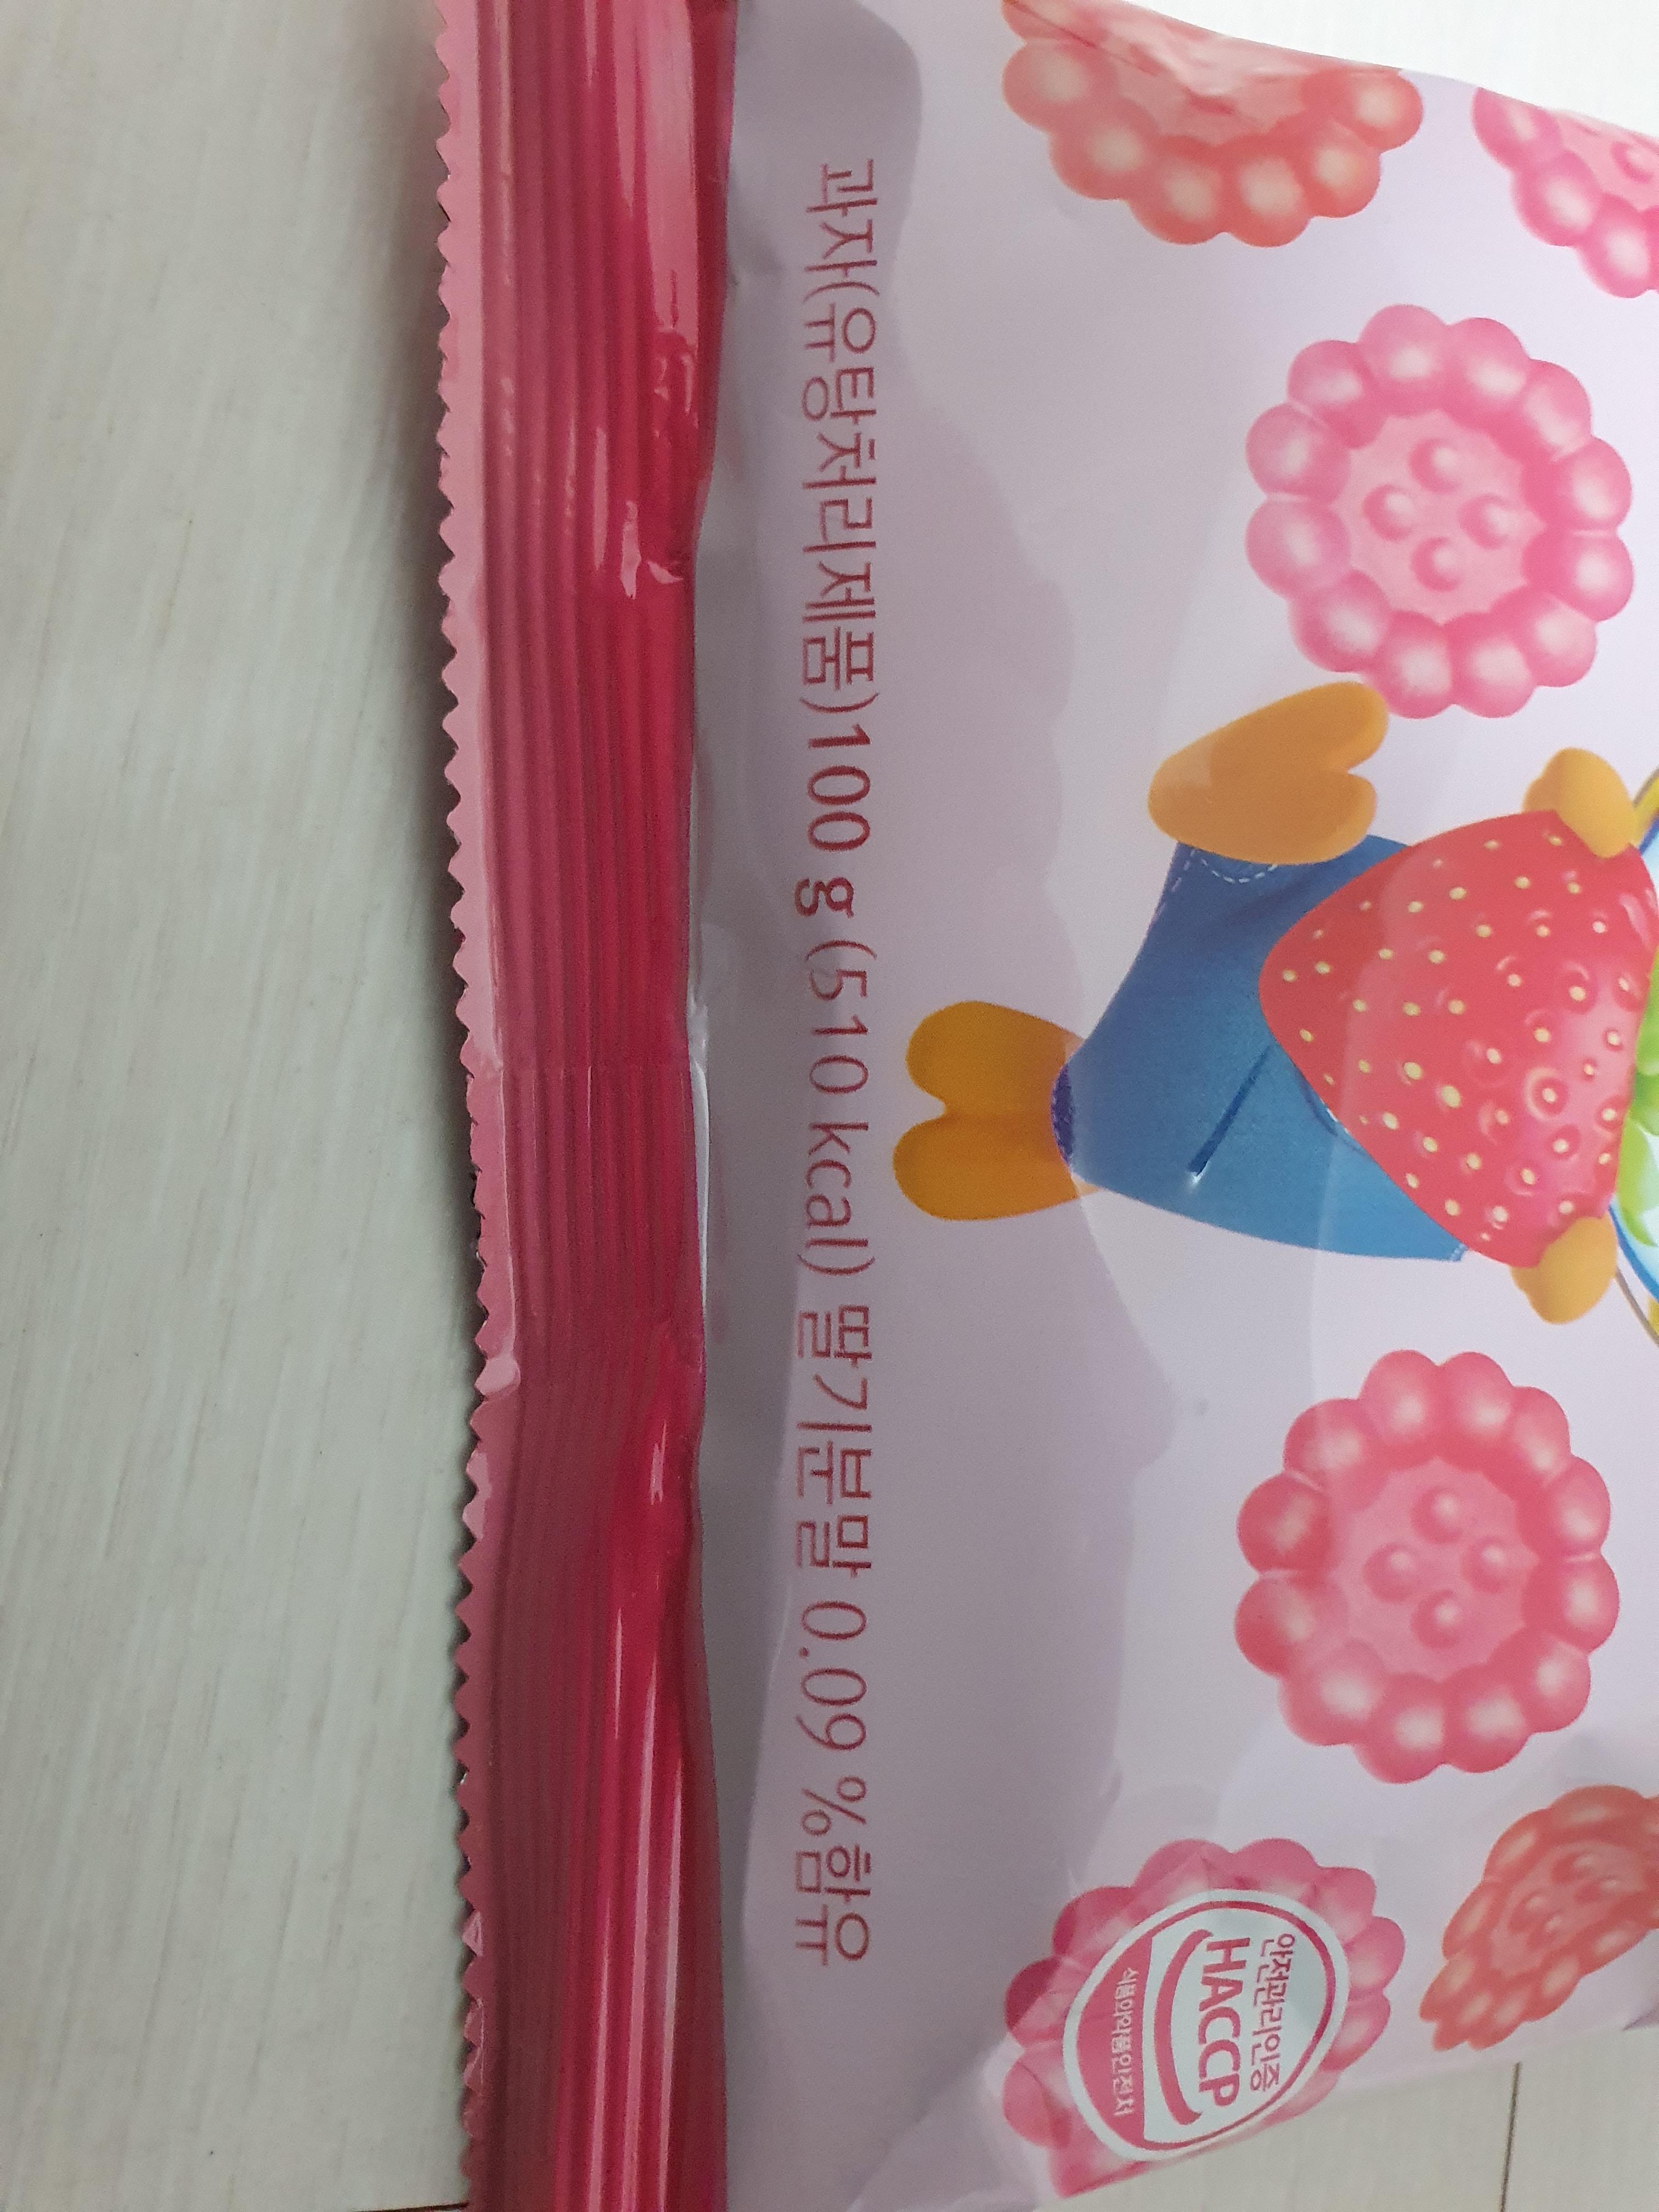 과자(유탕처리제품)100 g (510 kcal) 딸기분말 0.09 %함유
안전관리인증
HACCP
식품의약품안전처